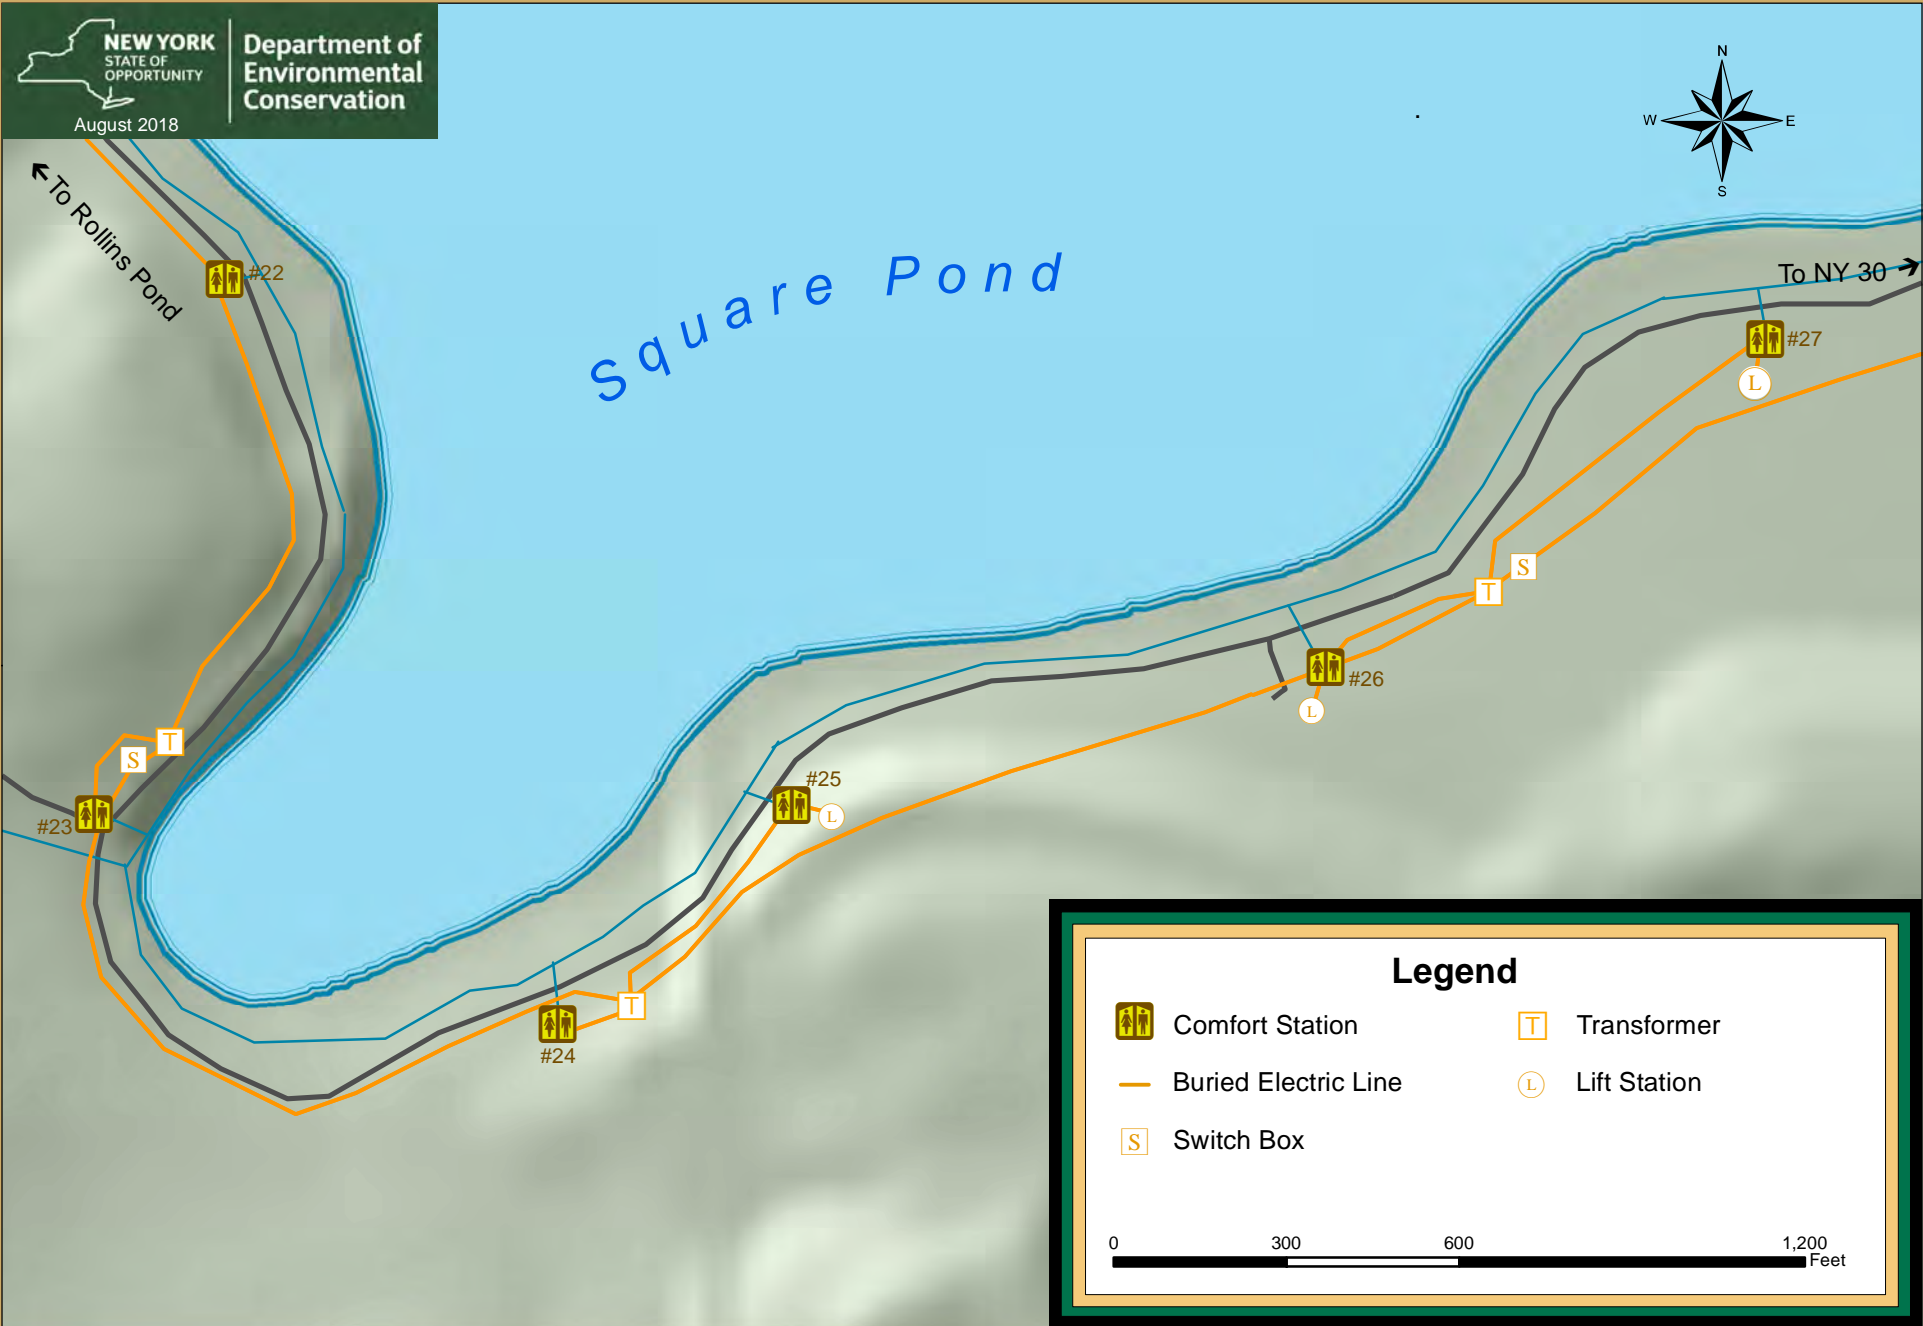 NEW YORK
STATE OF
OPPORTUNITY
Department of
Environmental
Conservation
August 2018
N
W E
S
To Rollins Pond
Square Pond
To NY 30
#22
#27
L
S
T
#26
L
T
S
#25
L
#23
T
#24
Legend
Comfort Station
T Transformer
Buried Electric Line
L Lift Station
S Switch Box
0 300 600 1,200
Feet